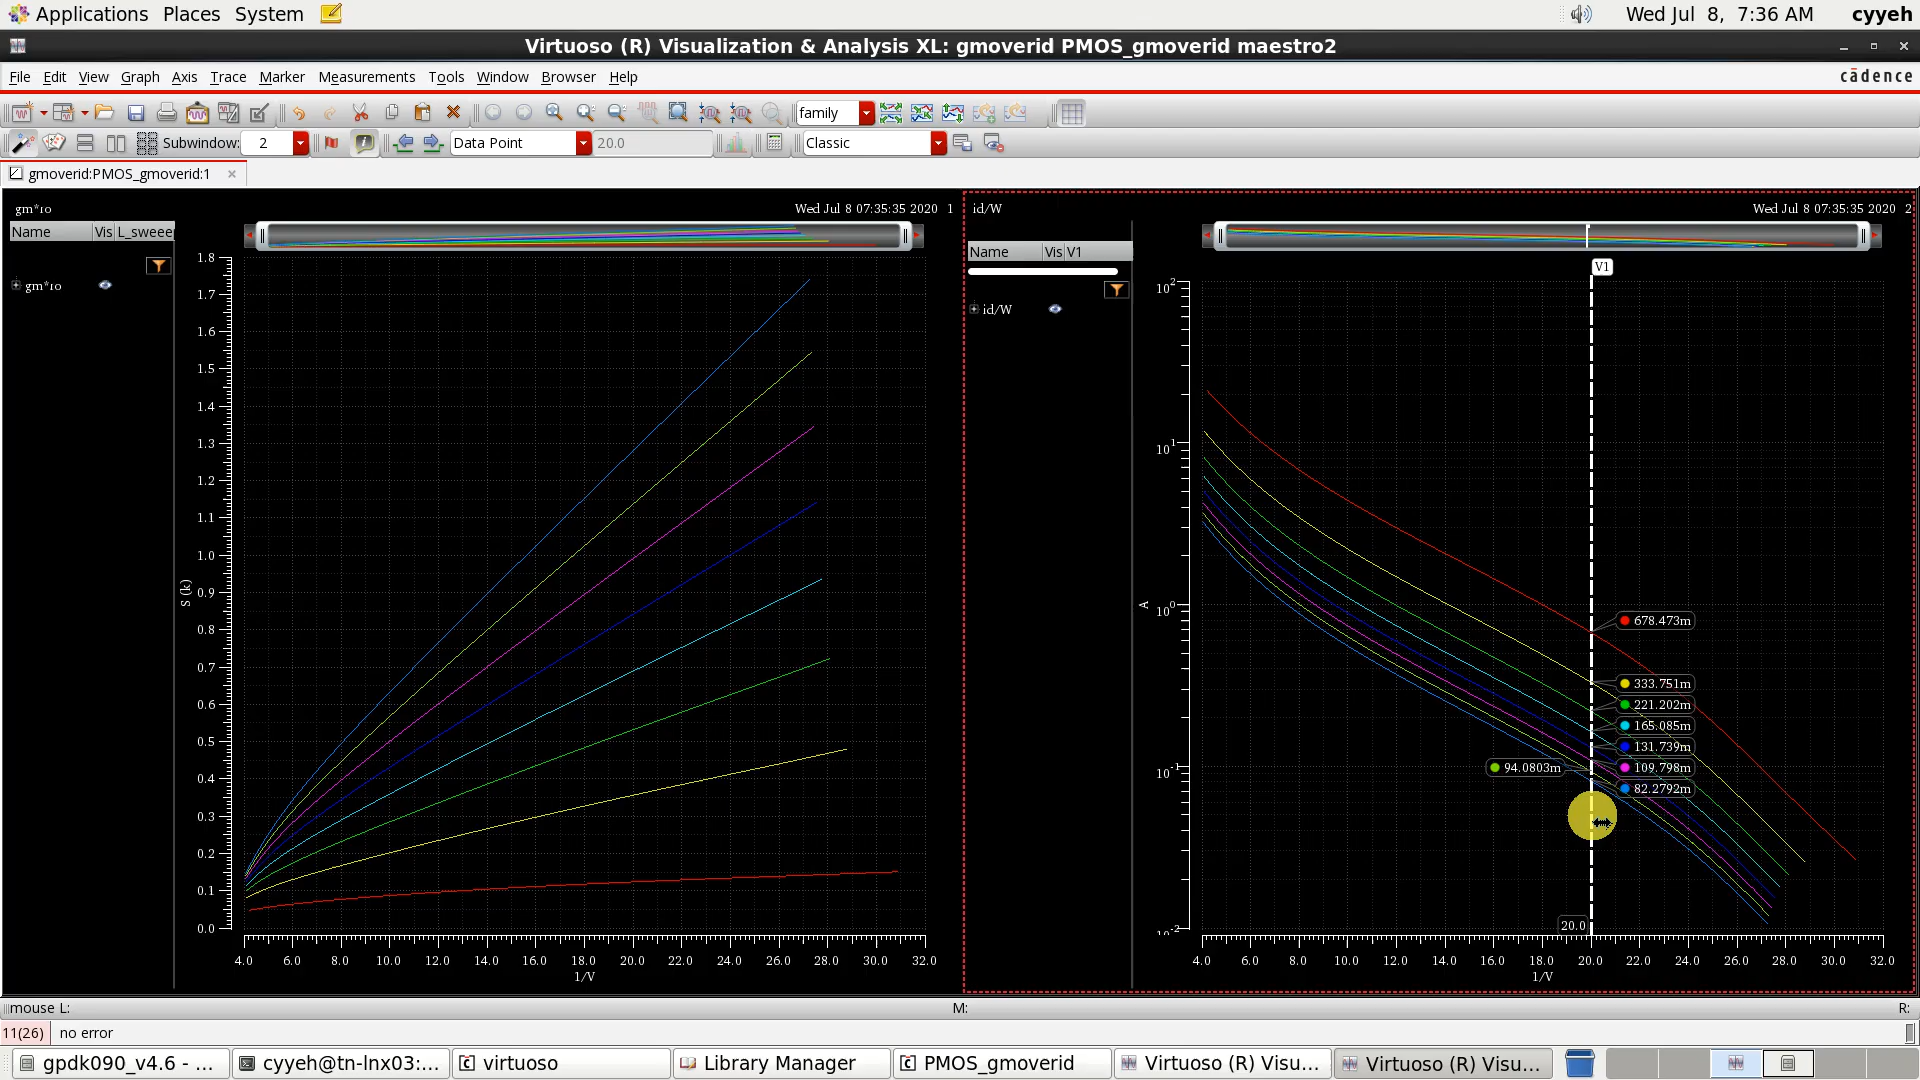 Applications Places System
Wed Jul 8, 7:36 AM cyyeh
Virtuoso (R) Visualization & Analysis XL: gmoverid PMOS_gmoverid maestro2
File Edit View Graph Axis Trace Marker Measurements Tools Window Browser Help
cādence
family
Subwindow: 2
Data Point
20.0
Classic
gmoverid:PMOS_gmoverid:1
gm*ro
Wed Jul 8 07:35:35 2020 1
Name Vis L_sweep
gm*ro
1.8
1.7
1.6
1.5
1.4
1.3
1.2
1.1
1.0
0.9
0.8
0.7
0.6
0.5
0.4
0.3
0.2
0.1
0.0
S (k)
4.0 6.0 8.0 10.0 12.0 14.0 16.0 18.0 20.0 22.0 24.0 26.0 28.0 30.0 32.0
1/V
id/W
Wed Jul 8 07:35:35 2020 2
Name Vis V1
id/W
V1
10²
10¹
10⁰
10⁻¹
10⁻²
A
678.473m
333.751m
221.202m
165.085m
131.739m
94.0803m
109.798m
82.2792m
20.0
4.0 6.0 8.0 10.0 12.0 14.0 16.0 18.0 20.0 22.0 24.0 26.0 28.0 30.0 32.0
1/V
mouse L:
M:
R:
11(26) no error
gpdk090_v4.6 - ...
cyyeh@tn-lnx03:...
virtuoso
Library Manager
PMOS_gmoverid
Virtuoso (R) Visu...
Virtuoso (R) Visu...